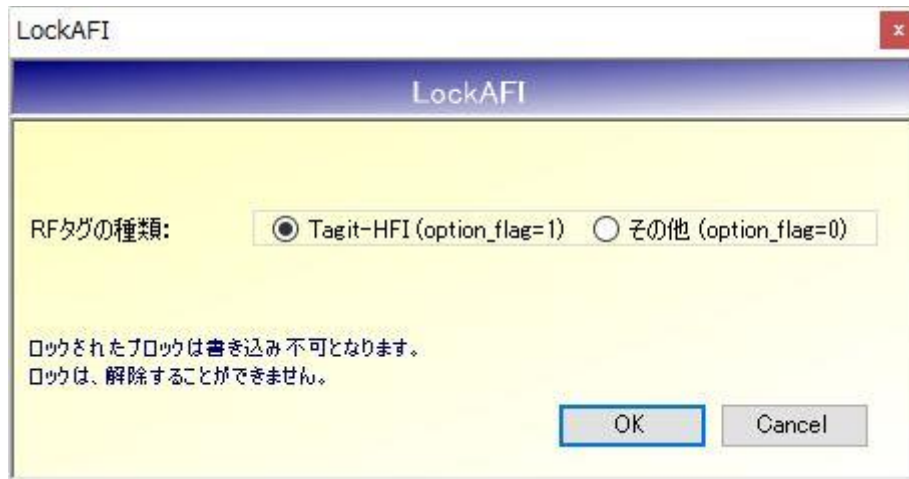 LockAFI
x
LockAFI
RFタグの種類: Tagit-HFI (option_flag=1) その他 (option_flag=0)
ロックされたブロックは書き込み不可となります。
ロックは、解除することができません。
OK Cancel